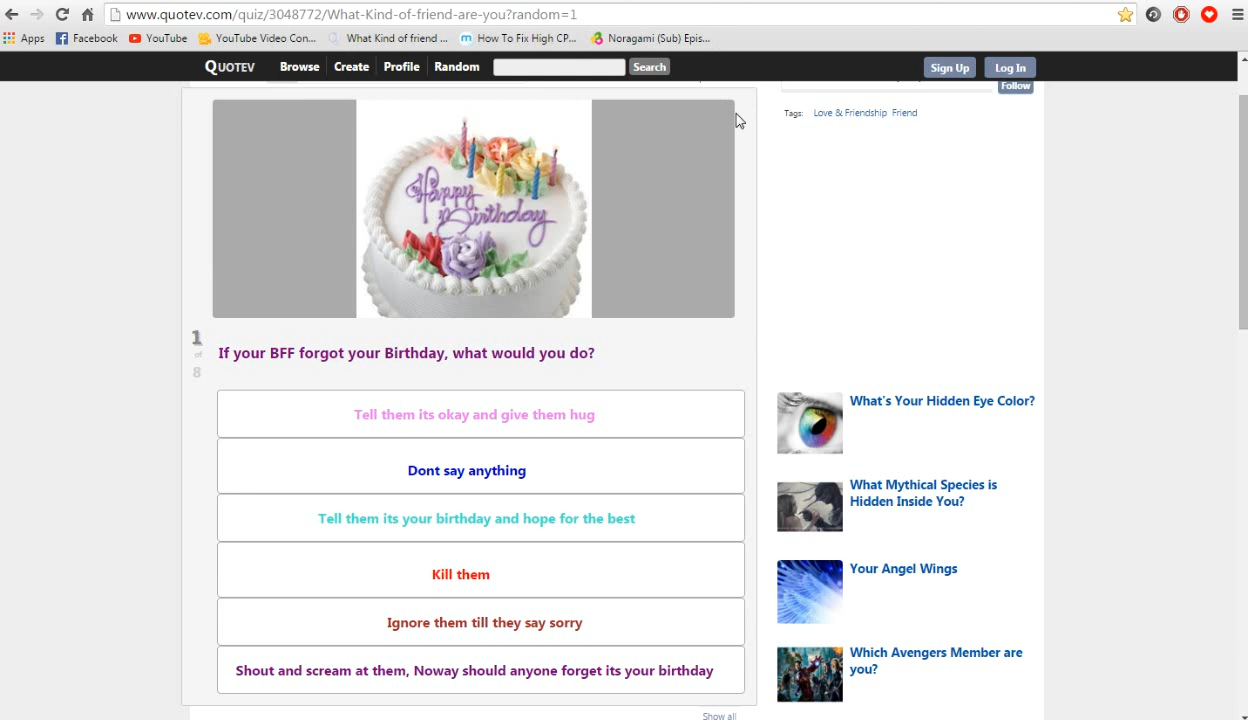 www.quotev.com/quiz/3048772/What-Kind-of-friend-are-you?random=1
Apps Facebook YouTube YouTube Video Con... What Kind of friend ... How To Fix High CP... Noragami (Sub) Epis...
QUOTEV Browse Create Profile Random Search Sign Up Log In
Follow
Tags: Love & Friendship Friend
Happy
Birthday
1
of
8
If your BFF forgot your Birthday, what would you do?
Tell them its okay and give them hug
Dont say anything
Tell them its your birthday and hope for the best
Kill them
Ignore them till they say sorry
Shout and scream at them, Noway should anyone forget its your birthday
Show all
What's Your Hidden Eye Color?
What Mythical Species is
Hidden Inside You?
Your Angel Wings
Which Avengers Member are
you?